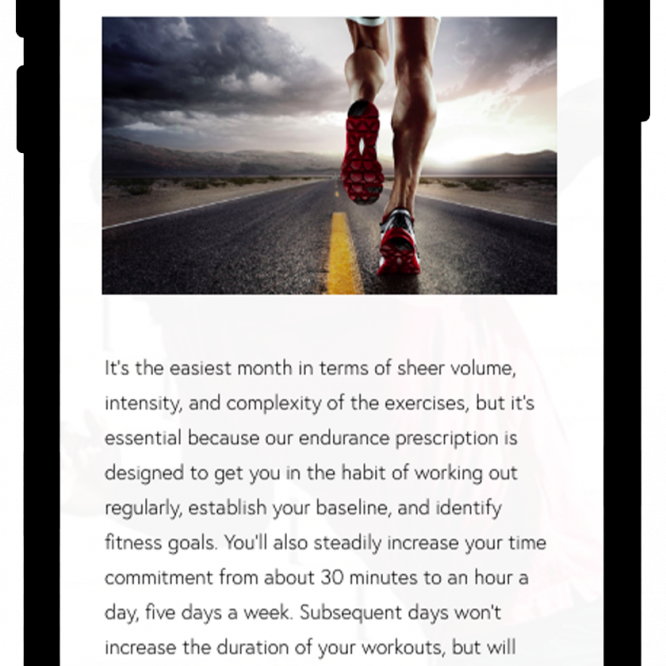 It's the easiest month in terms of sheer volume,
intensity, and complexity of the exercises, but it's
essential because our endurance prescription is
designed to get you in the habit of working out
regularly, establish your baseline, and identify
fitness goals. You'll also steadily increase your time
commitment from about 30 minutes to an hour a
day, five days a week. Subsequent days won't
increase the duration of your workouts, but will